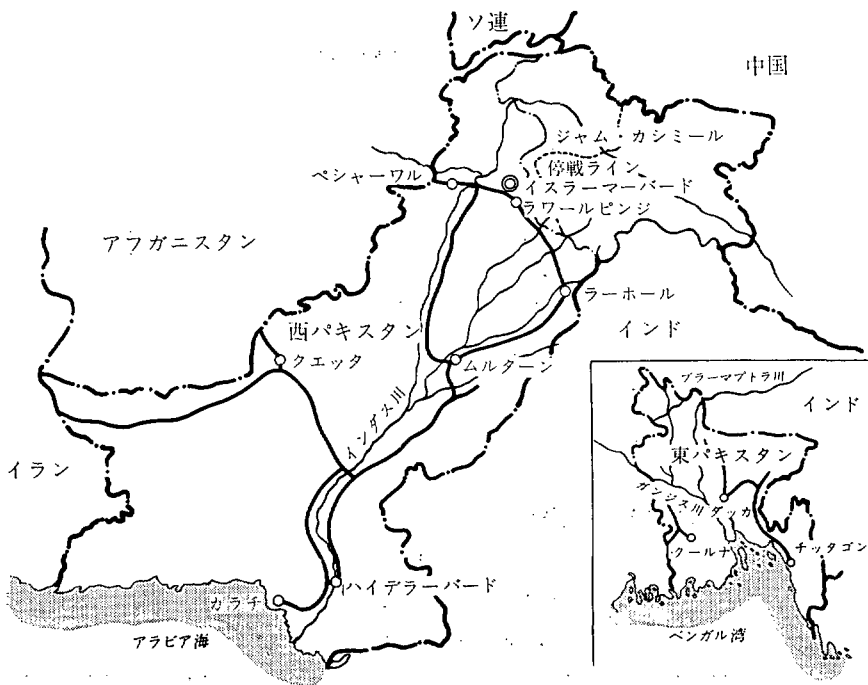 ソ連
中国
ジャム・カシミール
停戦ライン
ペシャーワル
イスラーマーバード
ラワールピンジ
アフガニスタン
ラーホール
西パキスタン
インド
クエッタ
ムルターン
インダス川
イラン
ハイデラーバード
カラチ
アラビア海
ブラーマプトラ川
インド
東パキスタン
ガンジス川
ダッカ
クールナ
チッタゴン
ベンガル湾